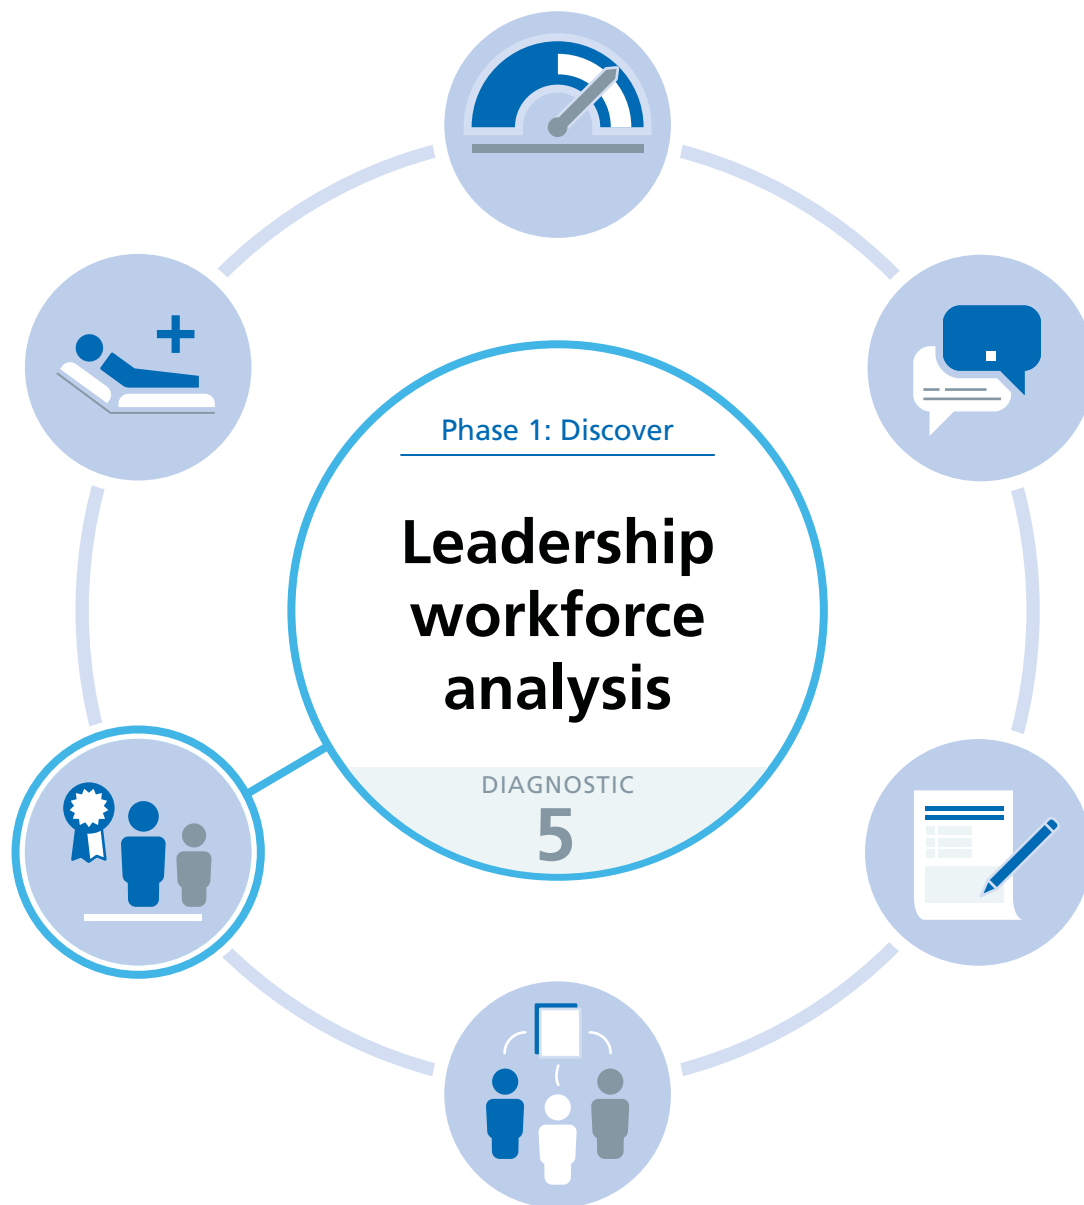 Phase 1: Discover
Leadership
workforce
analysis
DIAGNOSTIC
5